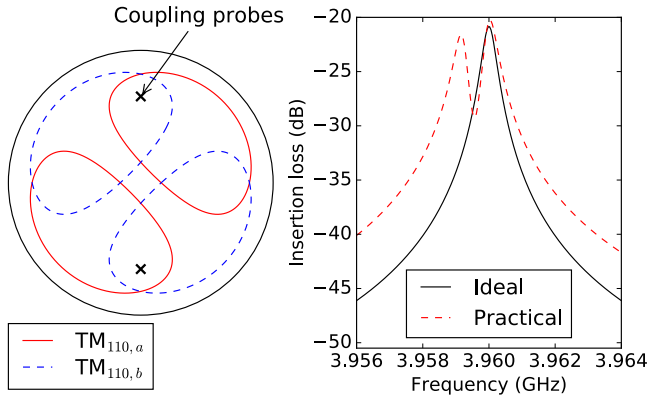 Coupling probes
TM110,a
TM110,b
Insertion loss (dB)
−20
−25
−30
−35
−40
−45
−50
Ideal
Practical
3.956 3.958 3.960 3.962 3.964
Frequency (GHz)